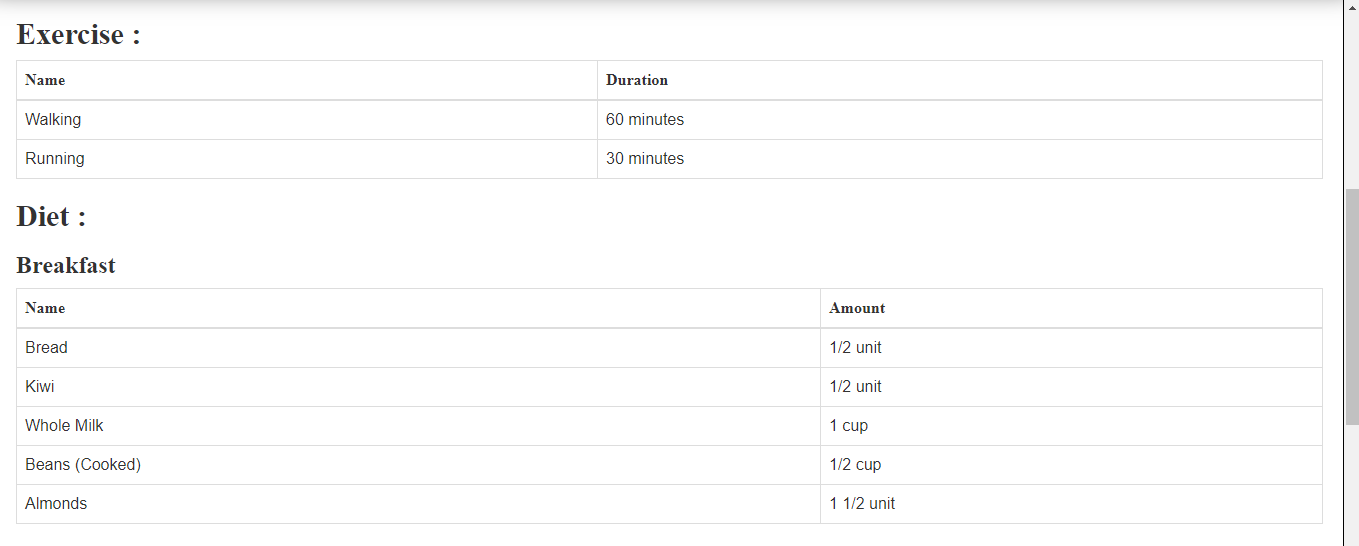 Exercise :
Name Duration
Walking 60 minutes
Running 30 minutes
Diet :
Breakfast
Name Amount
Bread 1/2 unit
Kiwi 1/2 unit
Whole Milk 1 cup
Beans (Cooked) 1/2 cup
Almonds 1 1/2 unit